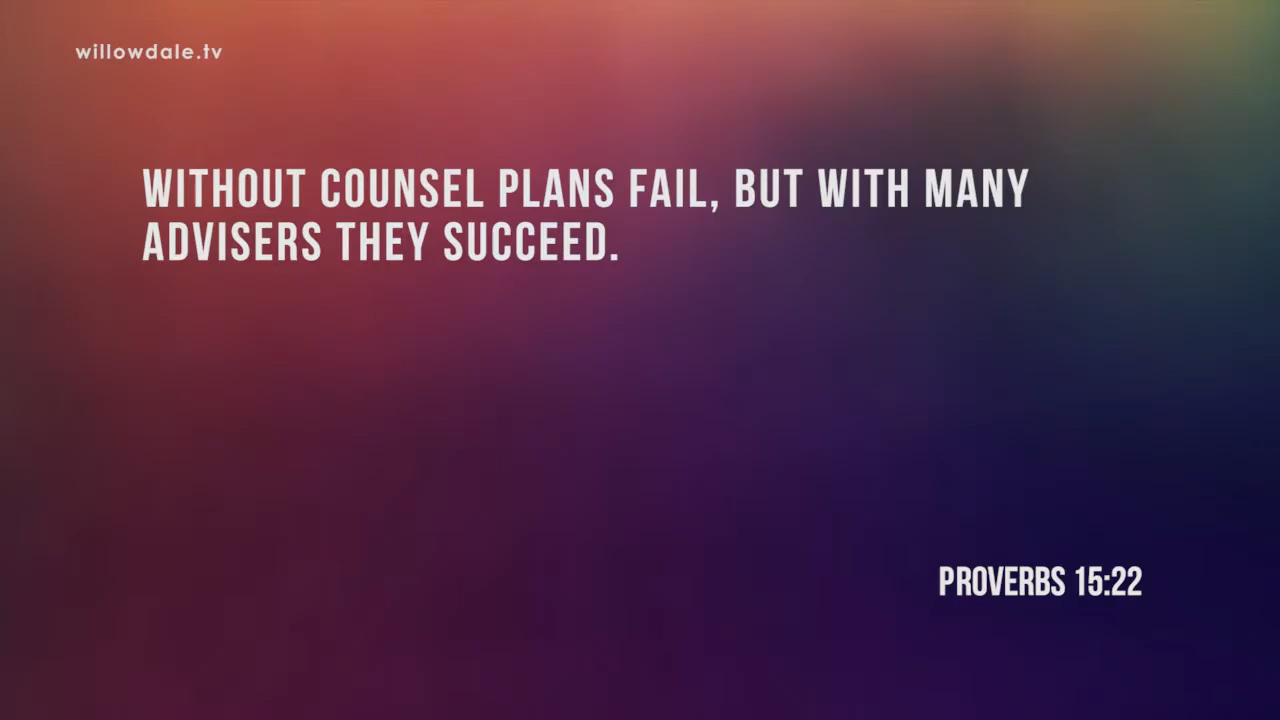 willowdale.tv
WITHOUT COUNSEL PLANS FAIL, BUT WITH MANY
ADVISERS THEY SUCCEED.
PROVERBS 15:22